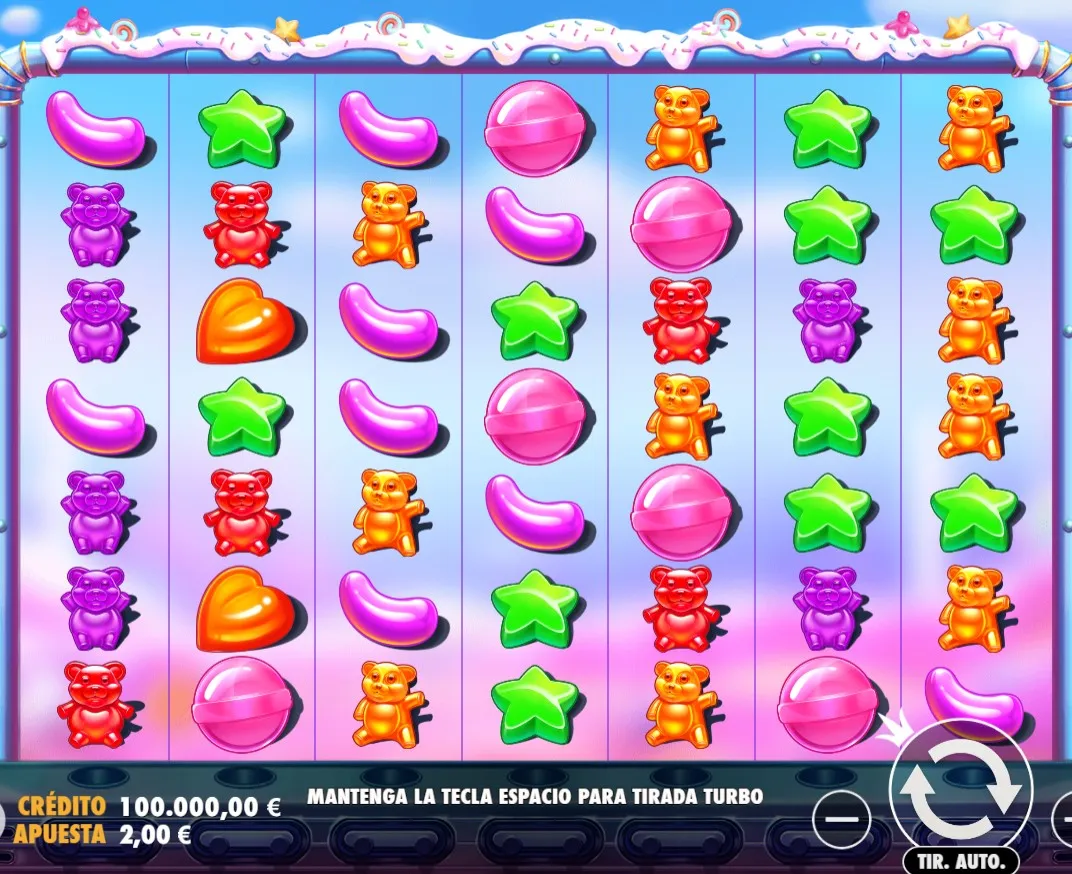 MANTENGA LA TECLA ESPACIO PARA TIRADA TURBO
CRÉDITO 100.000,00 €
APUESTA 2,00 €
TIR. AUTO.